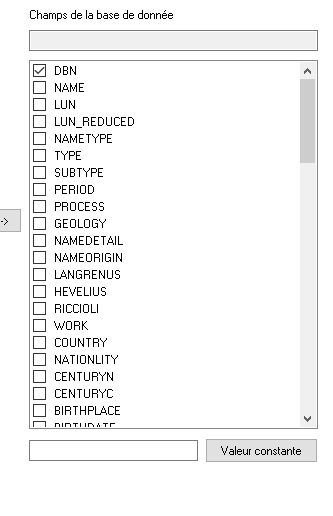 Champs de la base de donnée
DBN
NAME
LUN
LUN_REDUCED
NAMETYPE
TYPE
SUBTYPE
PERIOD
PROCESS
->
GEOLOGY
NAMEDETAIL
NAMEORIGIN
LANGRENUS
HEVELIUS
RICCIOLI
WORK
COUNTRY
NATIONLITY
CENTURYN
CENTURYC
BIRTHPLACE
BIRTHDATE
Valeur constante